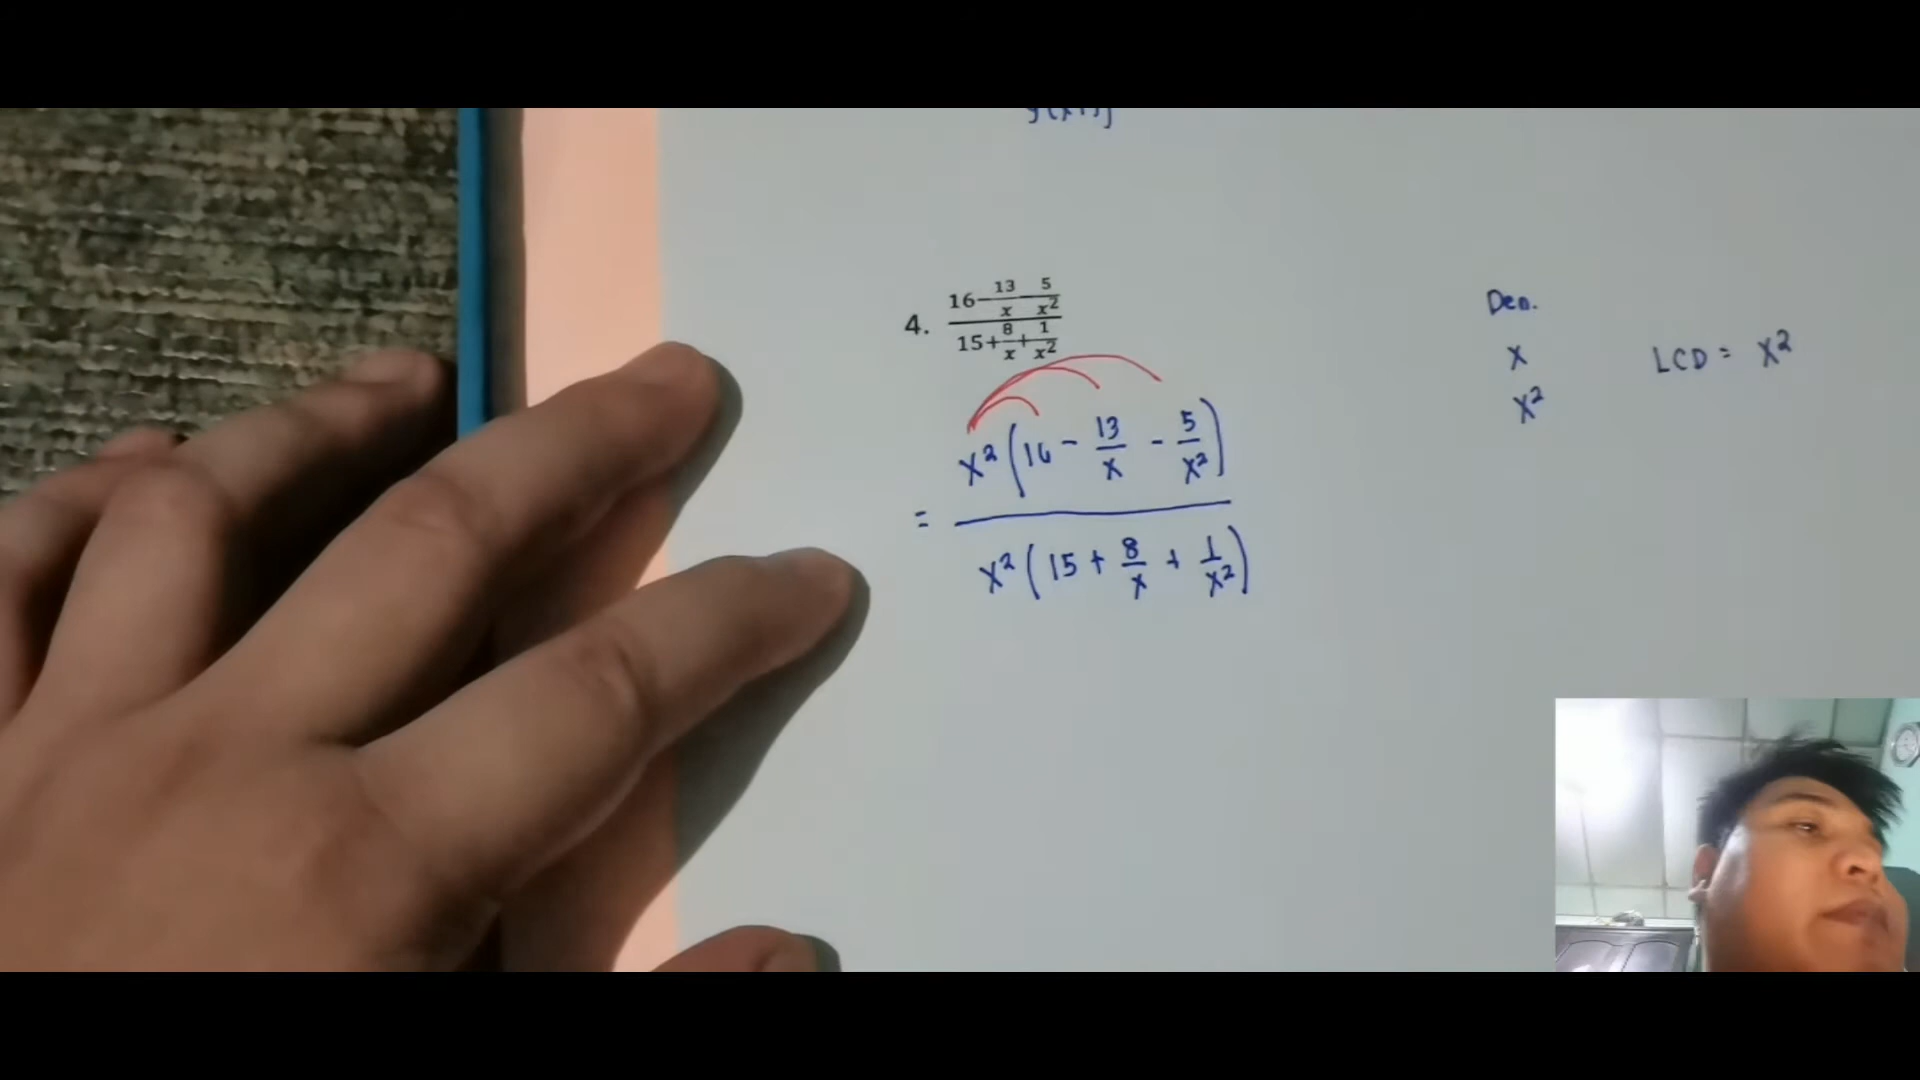 4. (16 - 13/x - 5/x²) / (15 + 8/x + 1/x²)
Den.
x
x²
LCD = x²
= x² (16 - 13/x - 5/x²)
x² (15 + 8/x + 1/x²)